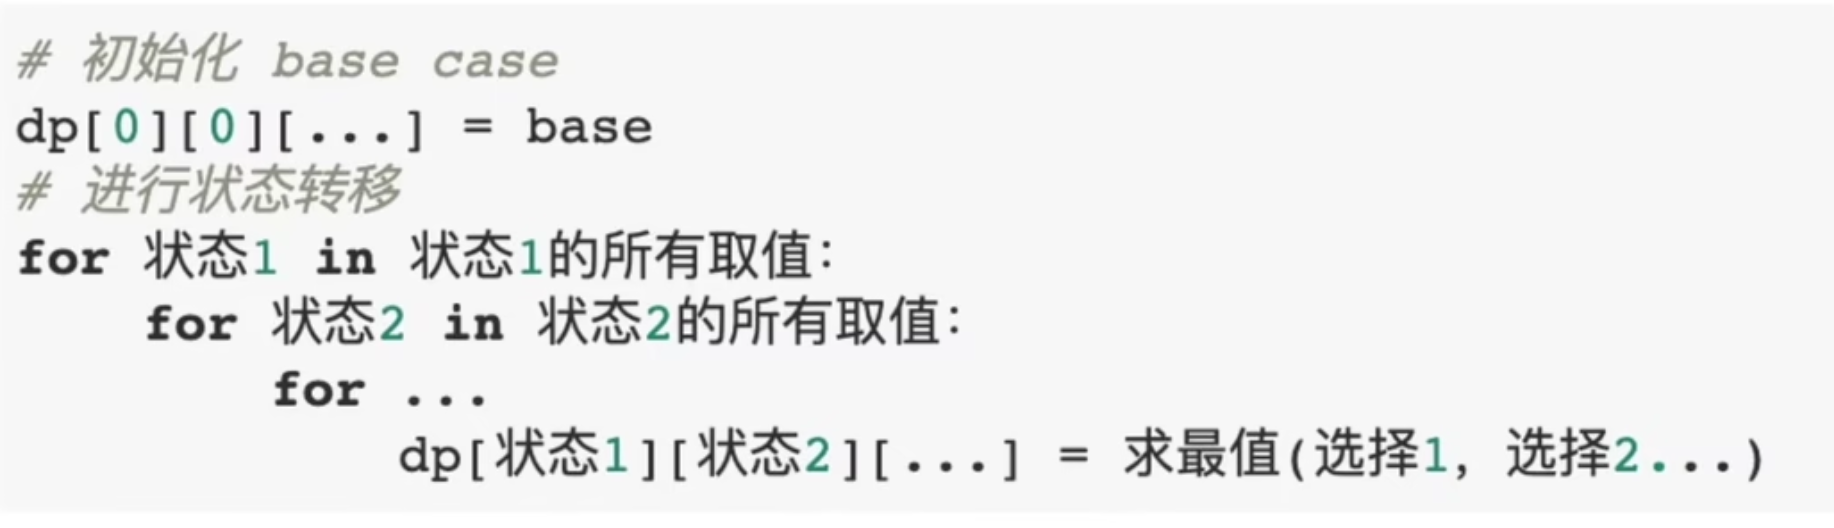 # 初始化 base case
dp[0][0][...] = base
# 进行状态转移
for 状态1 in 状态1的所有取值：
    for 状态2 in 状态2的所有取值：
        for ...
            dp[状态1][状态2][...] = 求最值(选择1，选择2...)